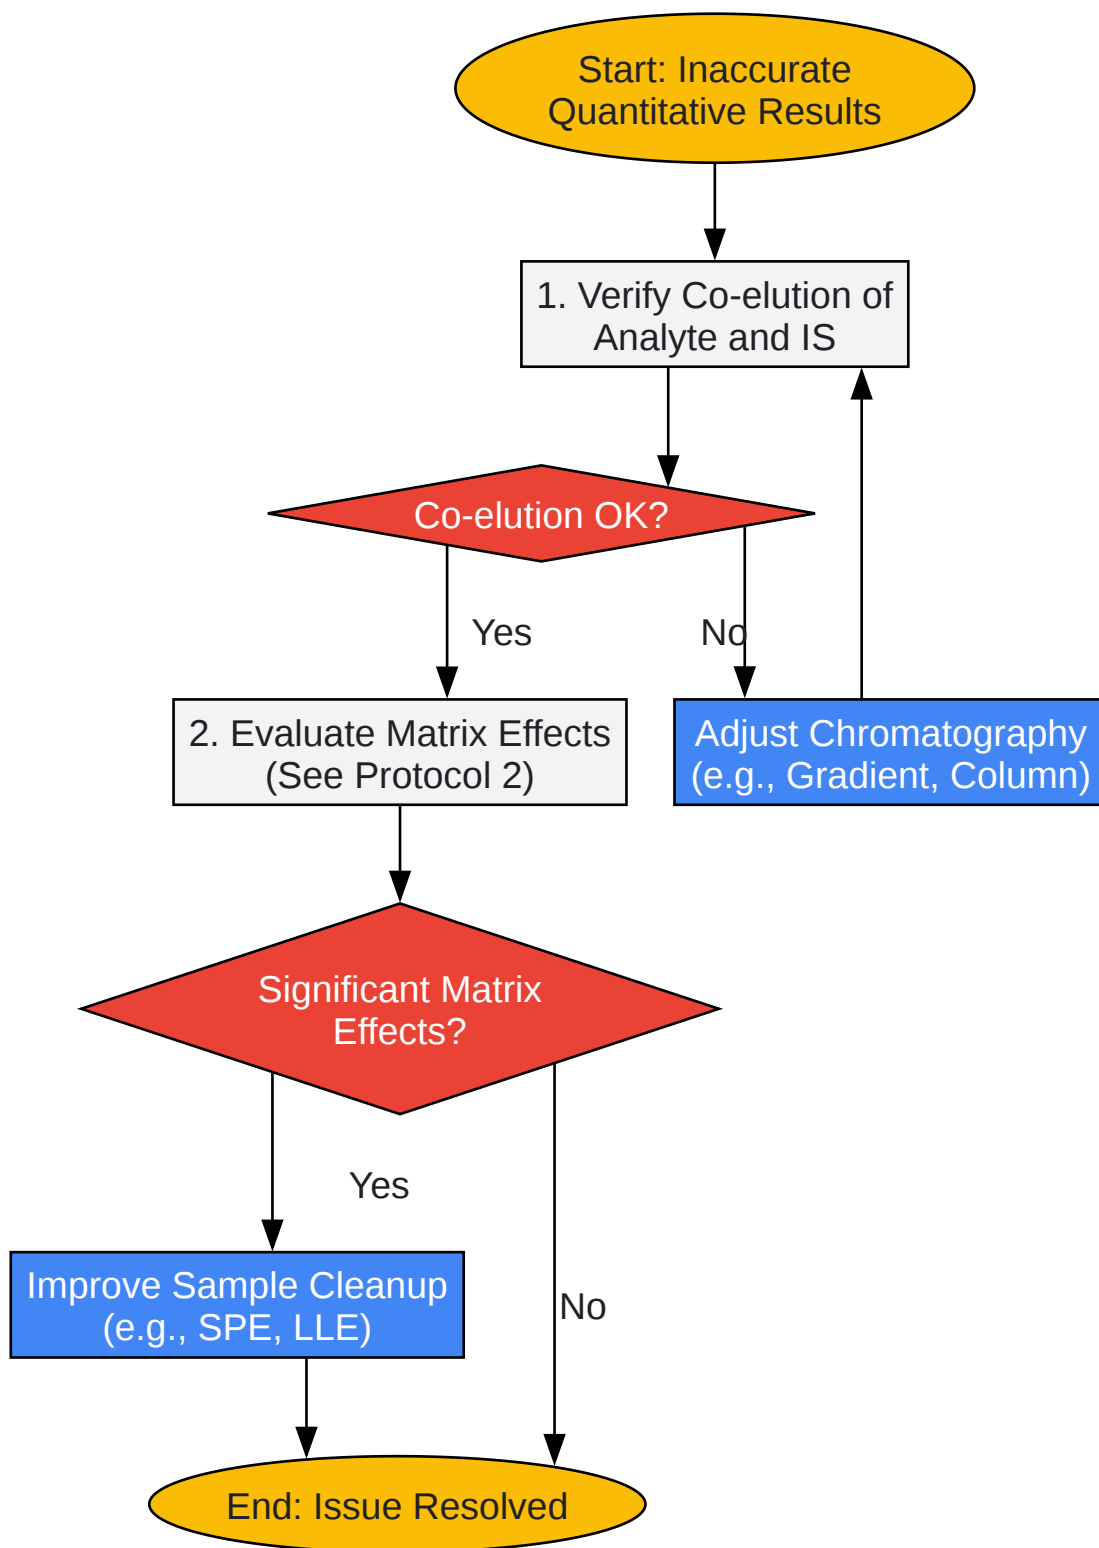 Start: Inaccurate
Quantitative Results
1. Verify Co-elution of
Analyte and IS
Co-elution OK?
Yes
No
2. Evaluate Matrix Effects
(See Protocol 2)
Adjust Chromatography
(e.g., Gradient, Column)
Significant Matrix
Effects?
Yes
Improve Sample Cleanup
(e.g., SPE, LLE)
No
End: Issue Resolved